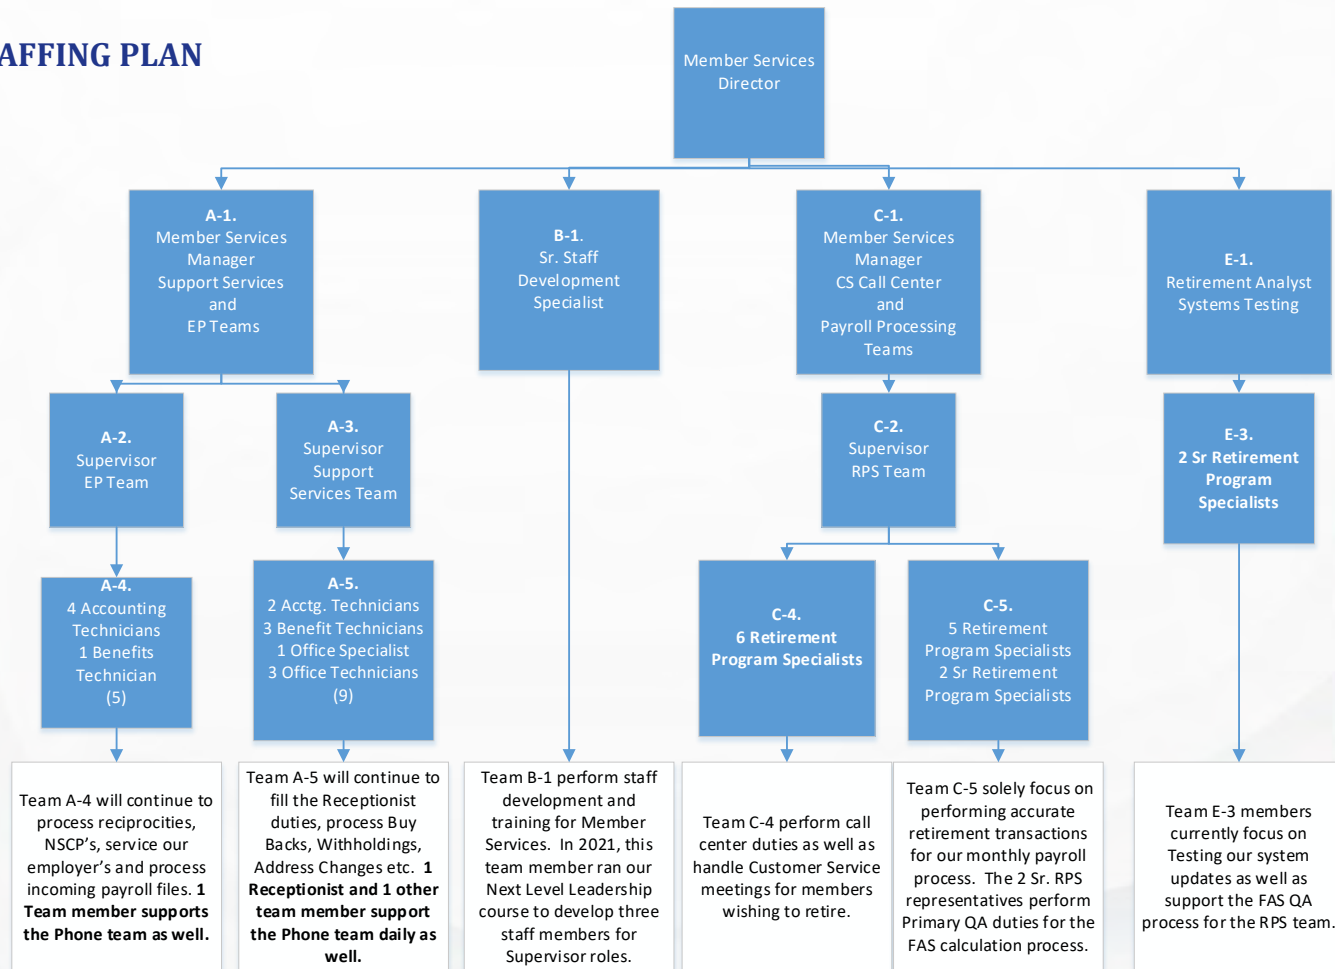 AFFING PLAN
Member Services
Director
A-1.
Member Services
Manager
Support Services
and
EP Teams
B-1.
Sr. Staff
Development
Specialist
C-1.
Member Services
Manager
CS Call Center
and
Payroll Processing
Teams
E-1.
Retirement Analyst
Systems Testing
A-2.
Supervisor
EP Team
A-3.
Supervisor
Support
Services Team
C-2.
Supervisor
RPS Team
E-3.
2 Sr Retirement
Program
Specialists
A-4.
4 Accounting
Technicians
1 Benefits
Technician
(5)
A-5.
2 Acctg. Technicians
3 Benefit Technicians
1 Office Specialist
3 Office Technicians
(9)
C-4.
6 Retirement
Program Specialists
C-5.
5 Retirement
Program Specialists
2 Sr Retirement
Program Specialists
Team A-4 will continue to
process reciprocities,
NSCP's, service our
employer's and process
incoming payroll files. 1
Team member supports
the Phone team as well.
Team A-5 will continue to
fill the Receptionist
duties, process Buy
Backs, Withholdings,
Address Changes etc. 1
Receptionist and 1 other
team member support
the Phone team daily as
well.
Team B-1 perform staff
development and
training for Member
Services. In 2021, this
team member ran our
Next Level Leadership
course to develop three
staff members for
Supervisor roles.
Team C-4 perform call
center duties as well as
handle Customer Service
meetings for members
wishing to retire.
Team C-5 solely focus on
performing accurate
retirement transactions
for our monthly payroll
process. The 2 Sr. RPS
representatives perform
Primary QA duties for the
FAS calculation process.
Team E-3 members
currently focus on
Testing our system
updates as well as
support the FAS QA
process for the RPS team.